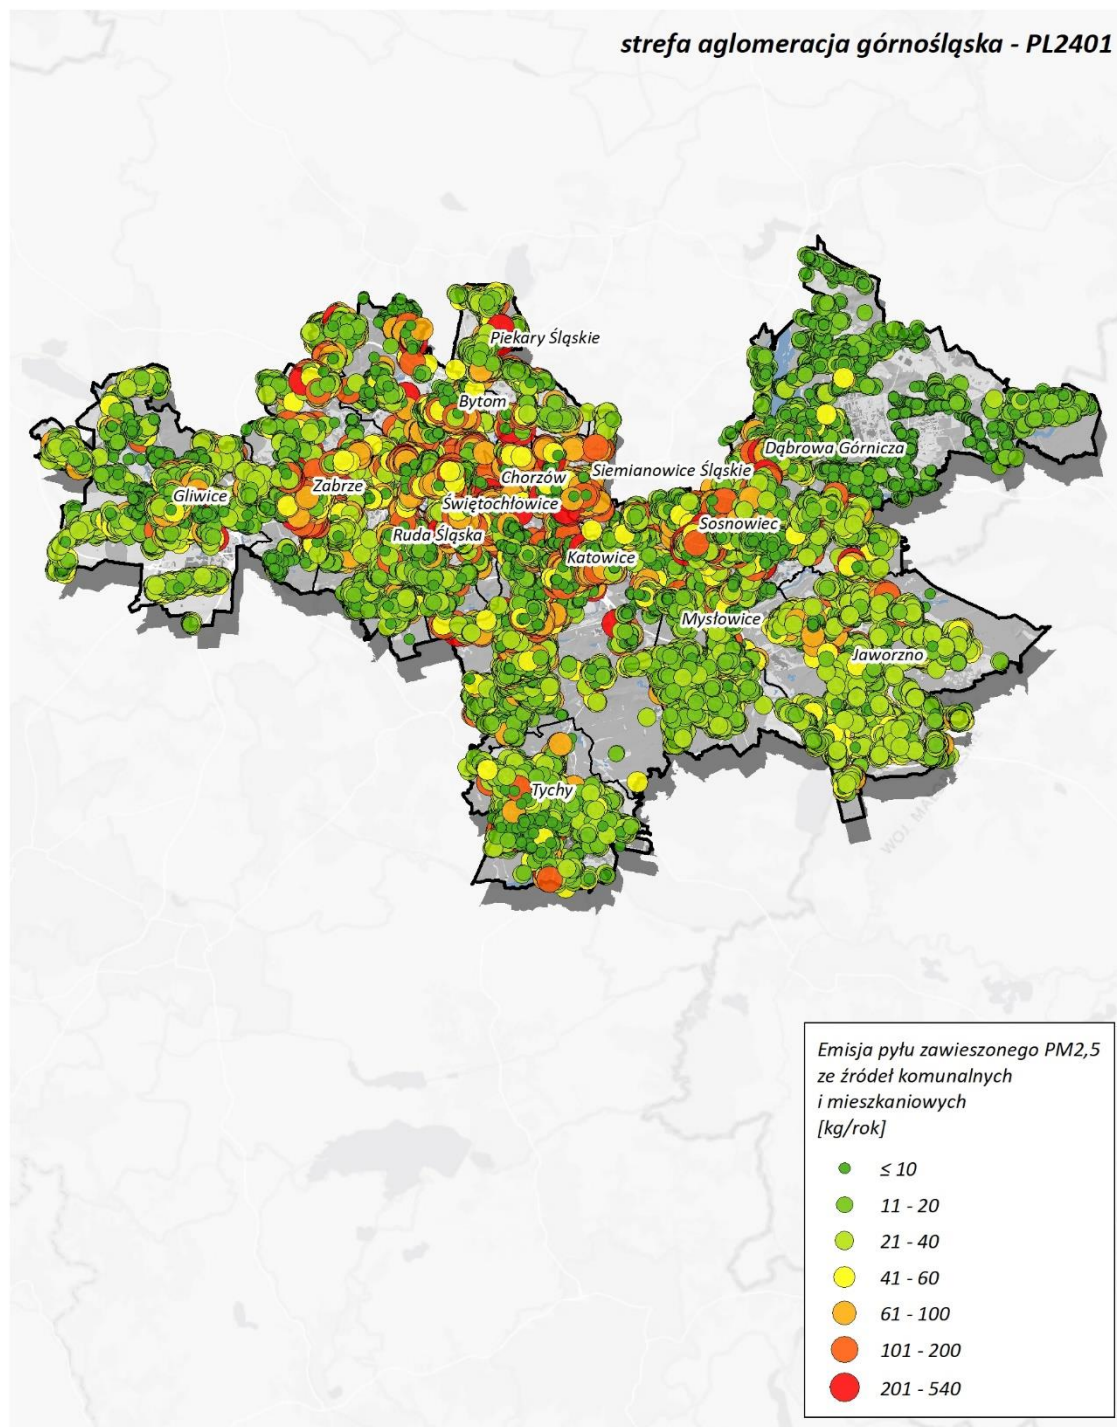 strefa aglomeracja górnośląska - PL2401
Piekary Śląskie
Bytom
Dąbrowa Górnicza
Siemianowice Śląskie
Chorzów
Zabrze
Gliwice
Świętochłowice
Sosnowiec
Ruda Śląska
Katowice
Mysłowice
Jaworzno
Tychy
Emisja pyłu zawieszonego PM2,5
ze źródeł komunalnych
i mieszkaniowych
[kg/rok]
≤ 10
11 - 20
21 - 40
41 - 60
61 - 100
101 - 200
201 - 540